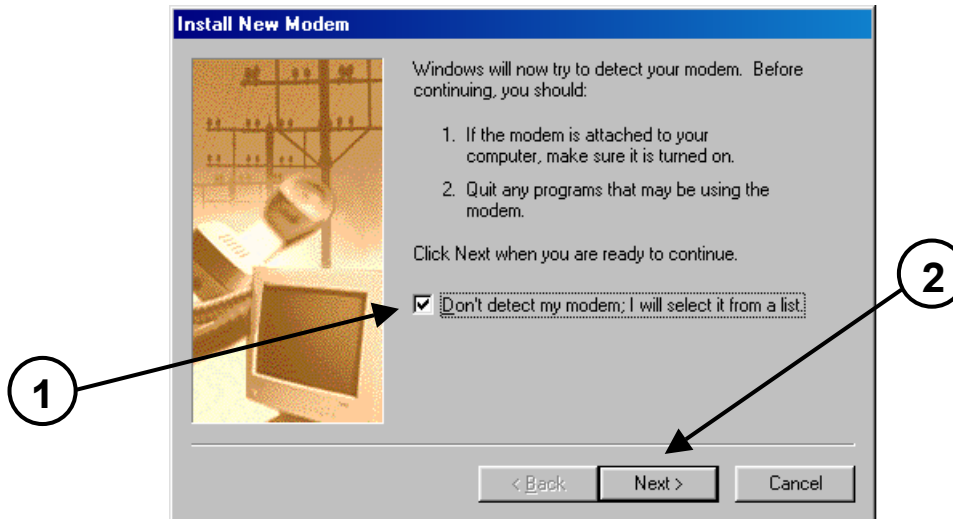 Install New Modem
Windows will now try to detect your modem. Before
continuing, you should:
1. If the modem is attached to your
computer, make sure it is turned on.
2. Quit any programs that may be using the
modem.
Click Next when you are ready to continue.
2
Don't detect my modem; I will select it from a list.
1
< Back
Next >
Cancel